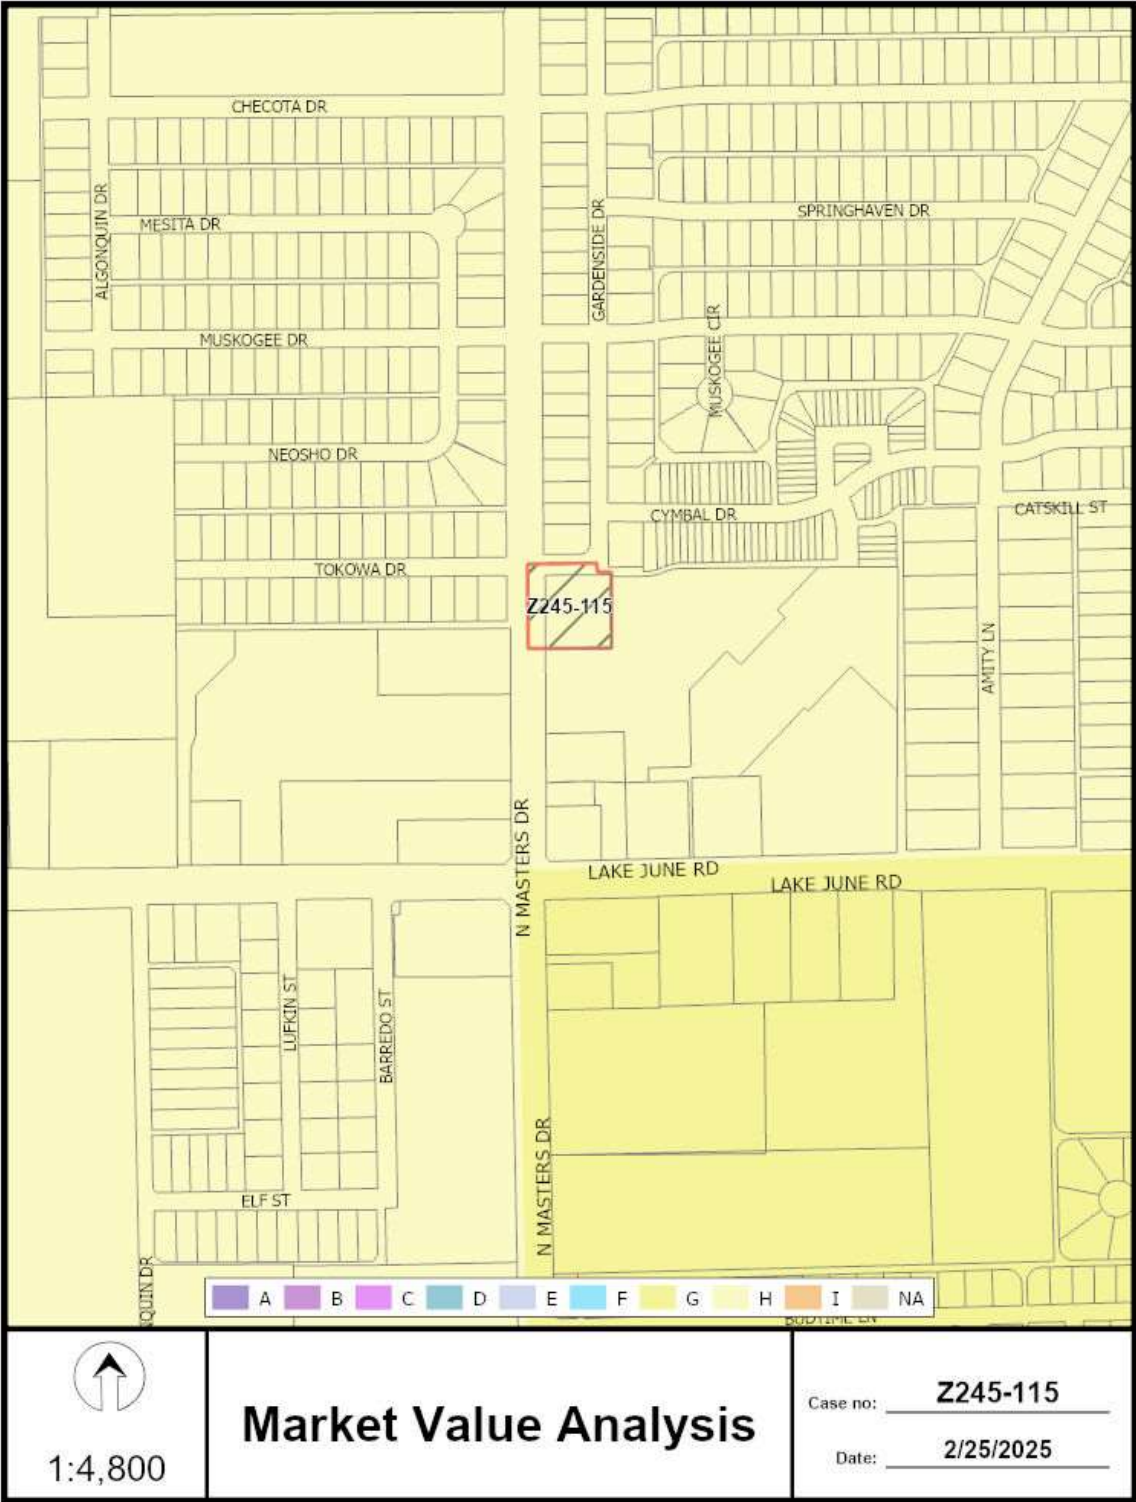 CHECOTA DR
ALGONQUIN DR
MESITA DR
GARDENSIDE DR
SPRINGHAVEN DR
MUSKOGEE DR
MUSKOGEE CIR
NEOSHO DR
CYMBAL DR
CATSKILL ST
TOKOWA DR
Z245-115
AMITY LN
N MASTERS DR
LAKE JUNE RD
LAKE JUNE RD
LUFKIN ST
BARREDO ST
N MASTERS DR
ELF ST
QUIN DR
A B C D E F G H I NA
1:4,800
Market Value Analysis
Case no: Z245-115
Date: 2/25/2025